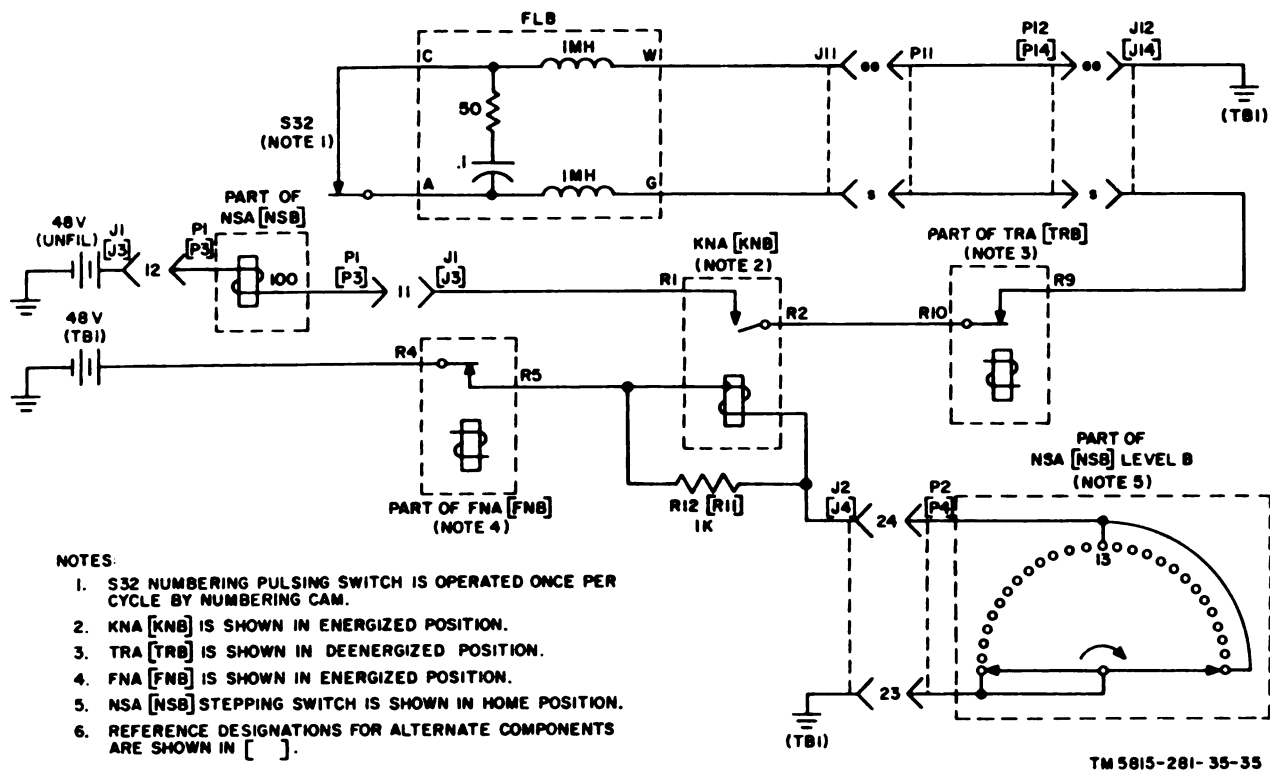 FLB
C
1MH
W
J11
oo
P11
P12
[P14]
oo
J12
[J14]
(TB1)
S32
(NOTE 1)
50
.1
A
1MH
G
s
s
PART OF
NSA [NSB]
48V
(UNFIL)
J1
[J3]
12
P1
[P3]
100
P1
[P3]
11
J1
[J3]
KNA [KNB]
(NOTE 2)
R1
R2
PART OF TRA [TRB]
(NOTE 3)
R9
R10
48V
(TB1)
R4
R5
PART OF FNA [FNB]
(NOTE 4)
R12 [R11]
1K
J2
[J4]
24
P2
[P4]
PART OF
NSA [NSB] LEVEL B
(NOTE 5)
13
23
(TB1)
NOTES:
1. S32 NUMBERING PULSING SWITCH IS OPERATED ONCE PER
CYCLE BY NUMBERING CAM.
2. KNA [KNB] IS SHOWN IN ENERGIZED POSITION.
3. TRA [TRB] IS SHOWN IN DEENERGIZED POSITION.
4. FNA [FNB] IS SHOWN IN ENERGIZED POSITION.
5. NSA [NSB] STEPPING SWITCH IS SHOWN IN HOME POSITION.
6. REFERENCE DESIGNATIONS FOR ALTERNATE COMPONENTS
ARE SHOWN IN [ ].
TM 5815-281-35-35